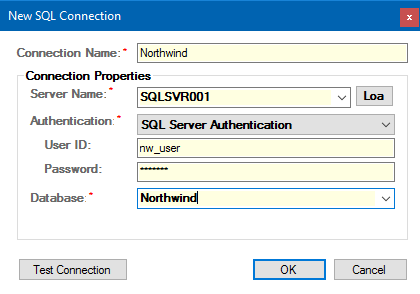 New SQL Connection
Connection Name:* Northwind
Connection Properties
Server Name:* SQLSVR001 Loa
Authentication:* SQL Server Authentication
User ID: nw_user
Password: *******
Database:* Northwind
Test Connection OK Cancel